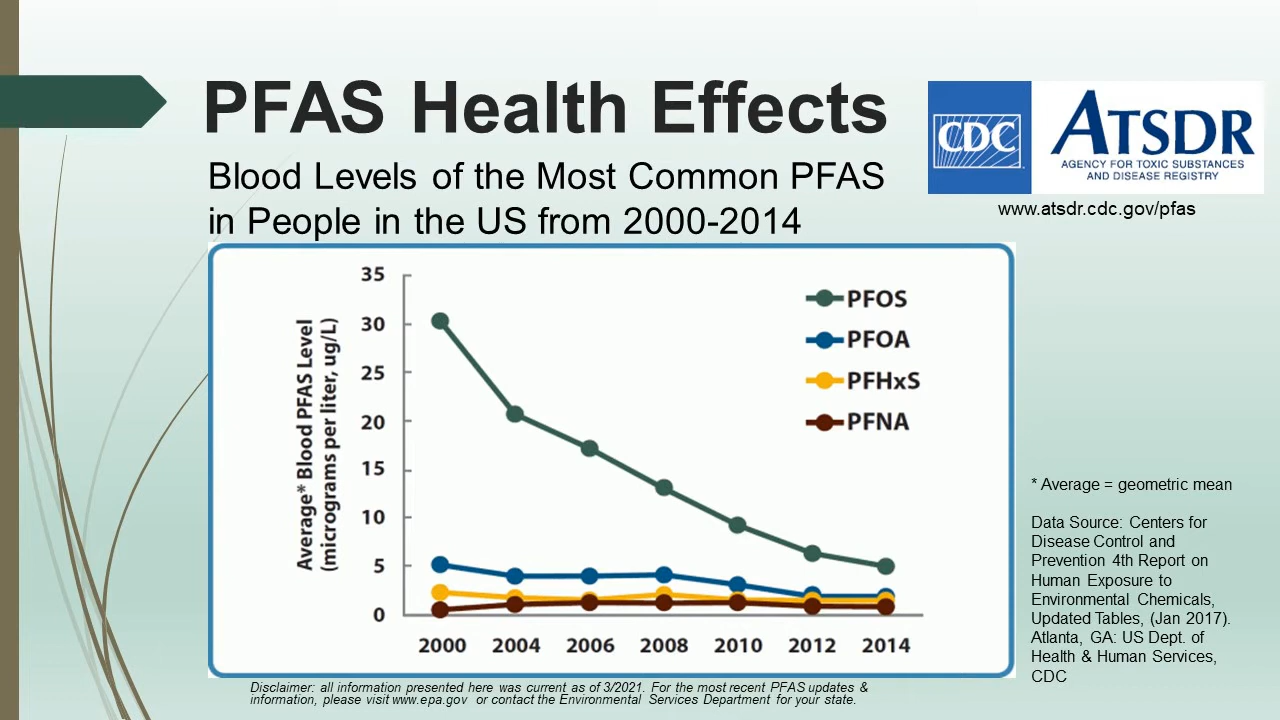 PFAS Health Effects
CDC
ATSDR
AGENCY FOR TOXIC SUBSTANCES
AND DISEASE REGISTRY
www.atsdr.cdc.gov/pfas
Blood Levels of the Most Common PFAS
in People in the US from 2000-2014
Average* Blood PFAS Level
(micrograms per liter, ug/L)
35
30
25
20
15
10
5
0
PFOS
PFOA
PFHxS
PFNA
2000 2004 2006 2008 2010 2012 2014
* Average = geometric mean
Data Source: Centers for
Disease Control and
Prevention 4th Report on
Human Exposure to
Environmental Chemicals,
Updated Tables, (Jan 2017).
Atlanta, GA: US Dept. of
Health & Human Services,
CDC
Disclaimer: all information presented here was current as of 3/2021. For the most recent PFAS updates &
information, please visit www.epa.gov or contact the Environmental Services Department for your state.